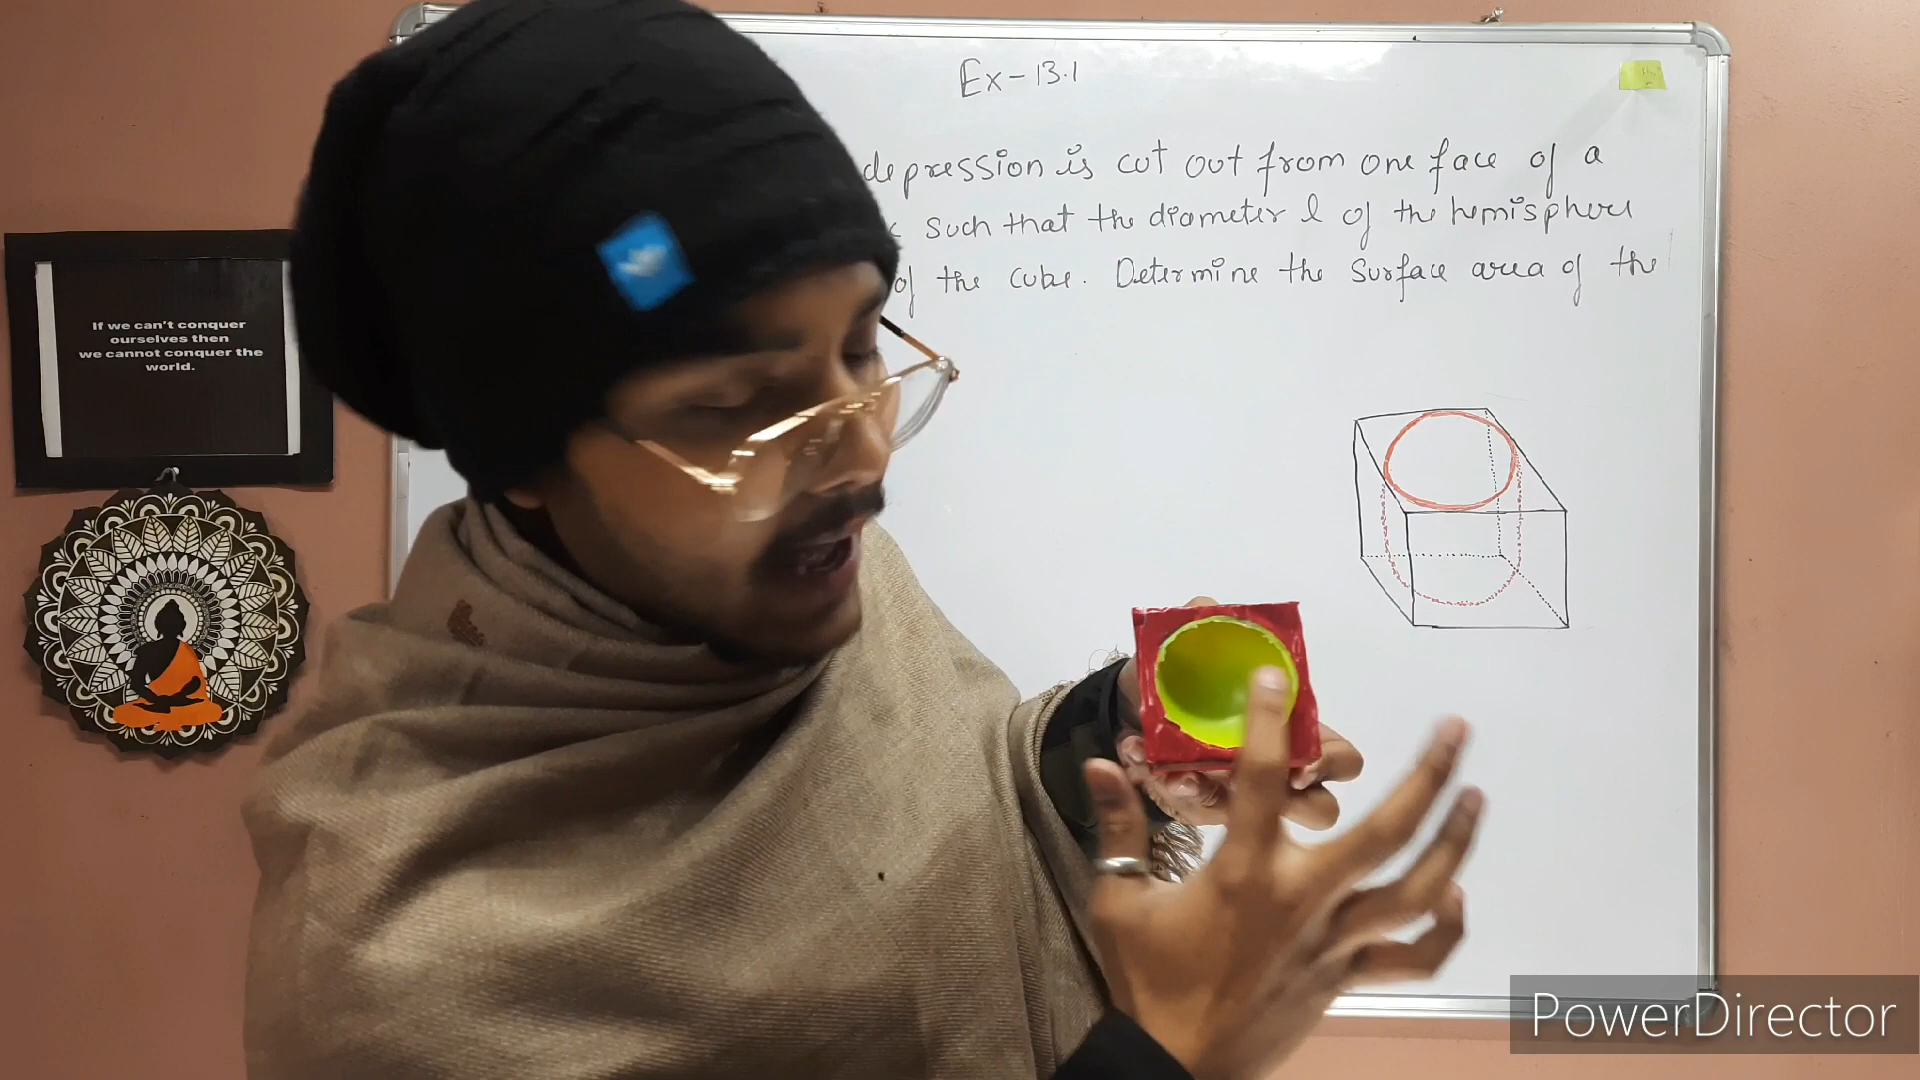 Ex-13.1
depression is cut out from one face of a
such that the diameter l of the hemisphere
of the cube. Determine the surface area of the
If we can't conquer
ourselves then
we cannot conquer the
world.
PowerDirector